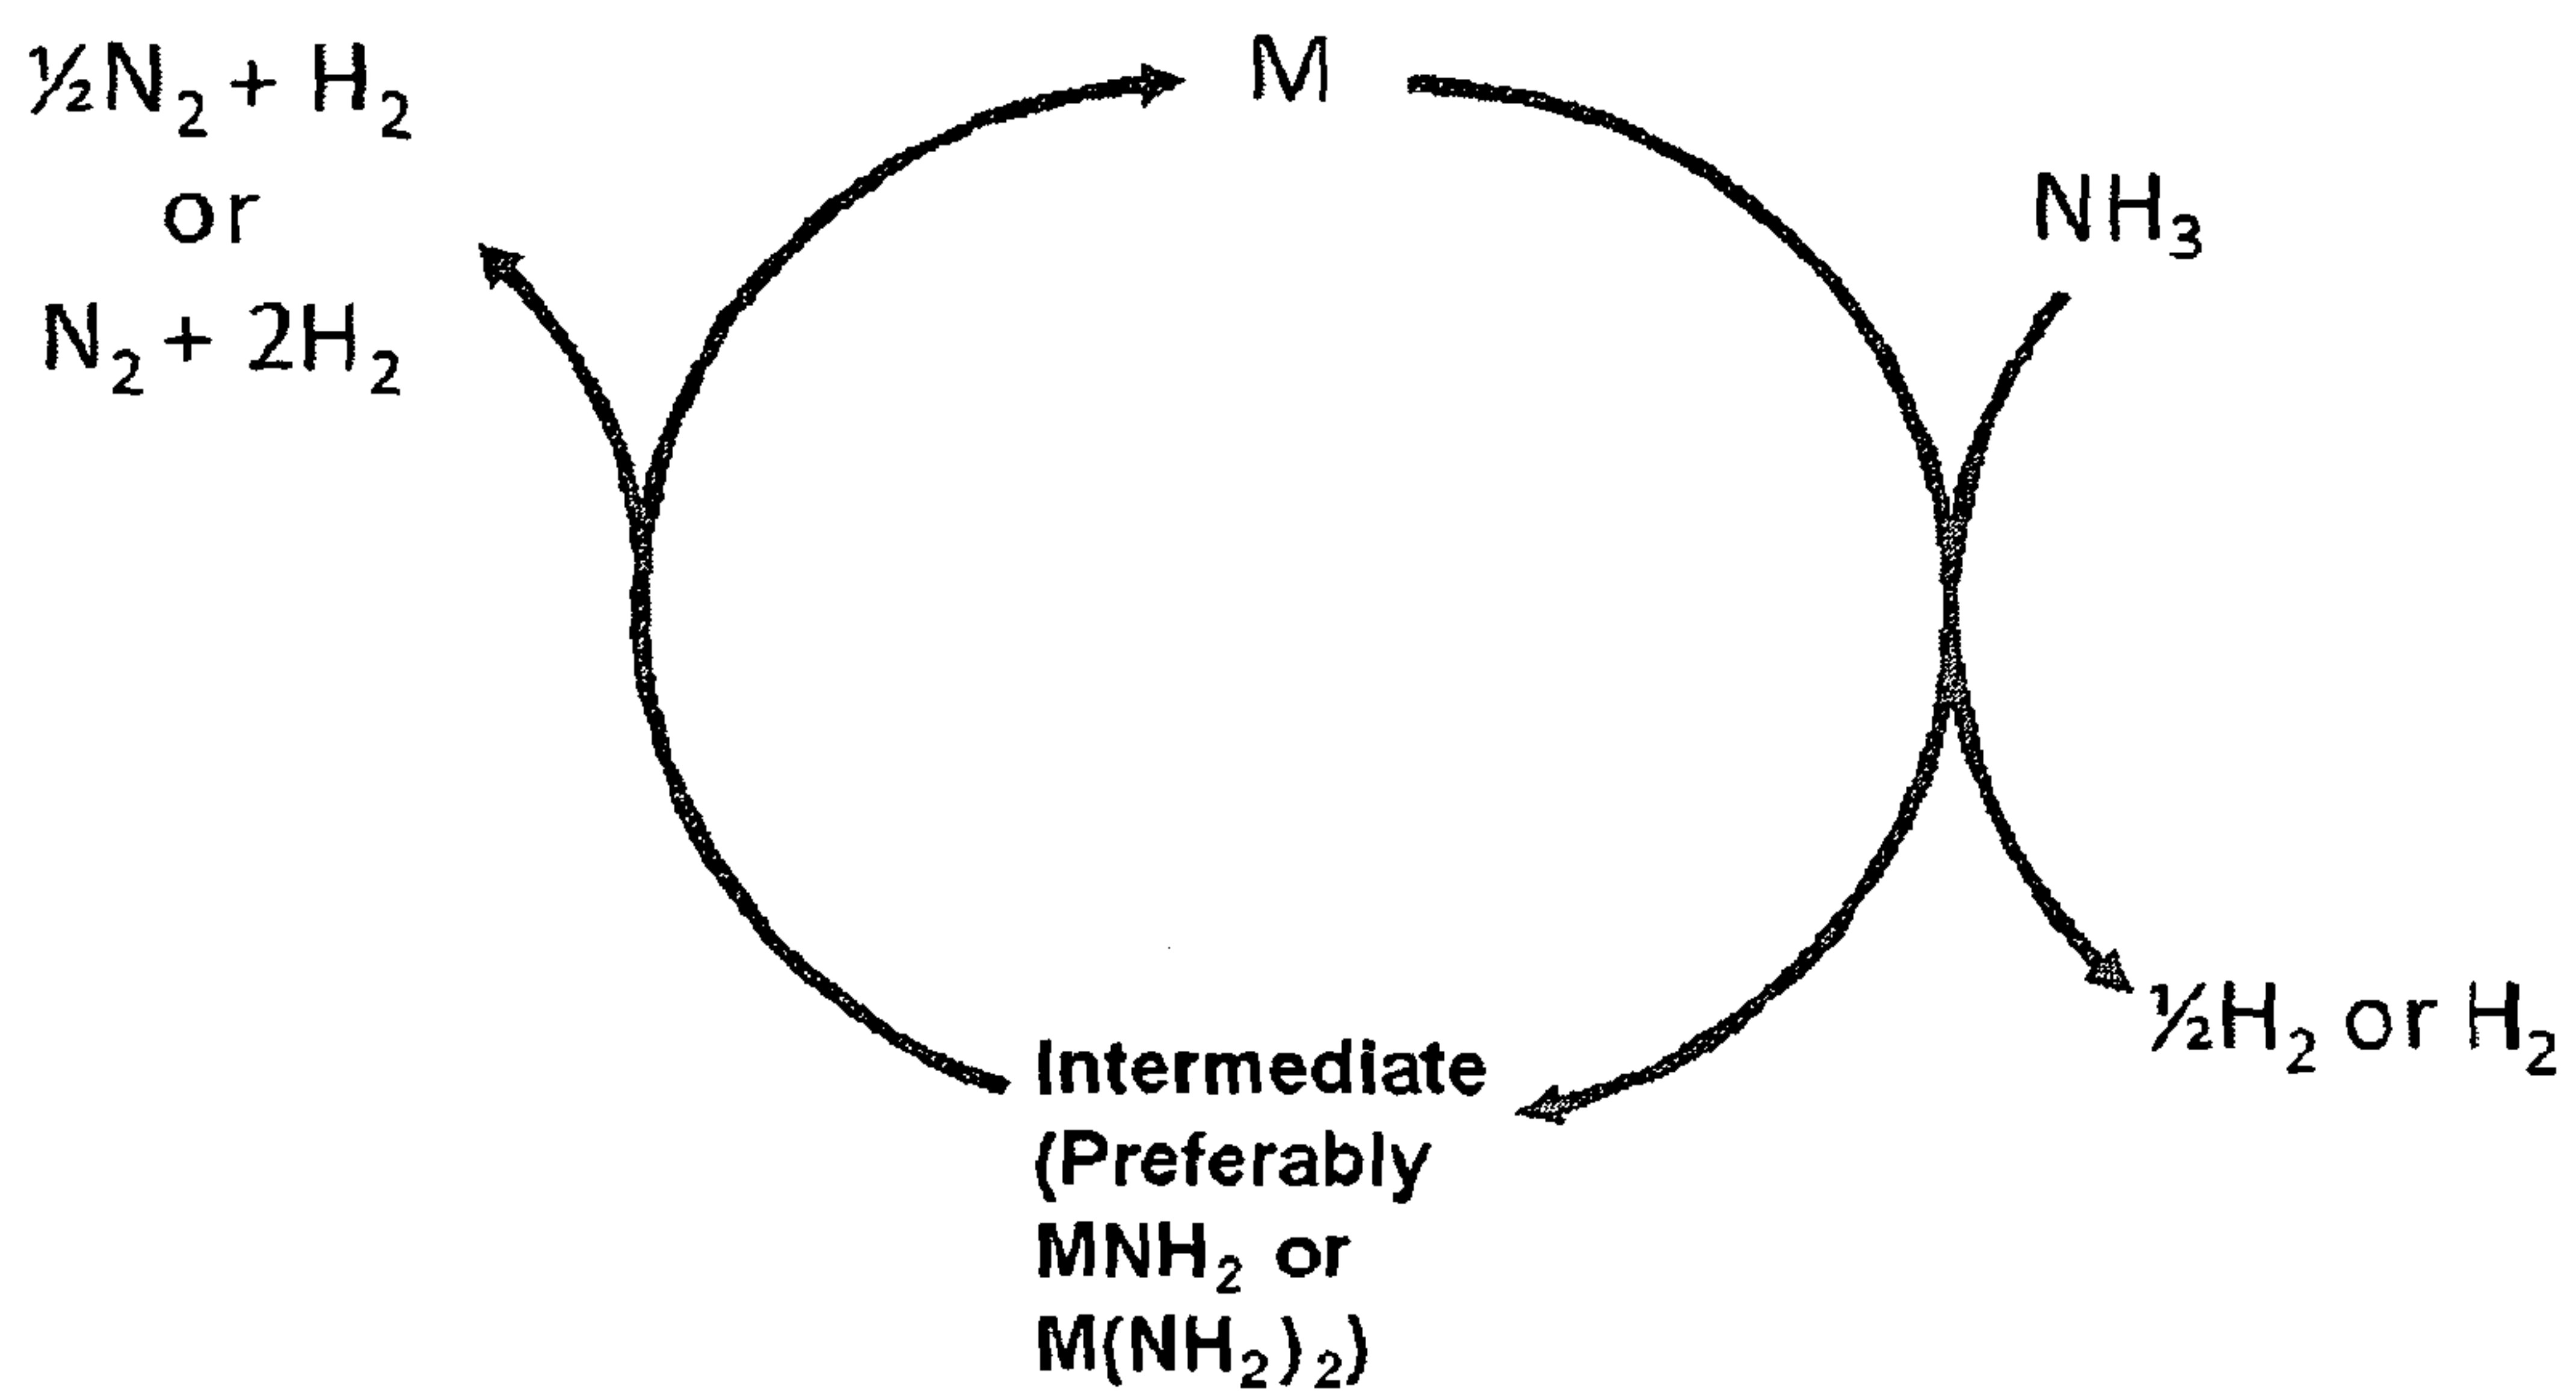 ½N₂ + H₂
or
N₂ + 2H₂
M
NH₃
½H₂ or H₂
Intermediate
(Preferably
MNH₂ or
M(NH₂)₂)